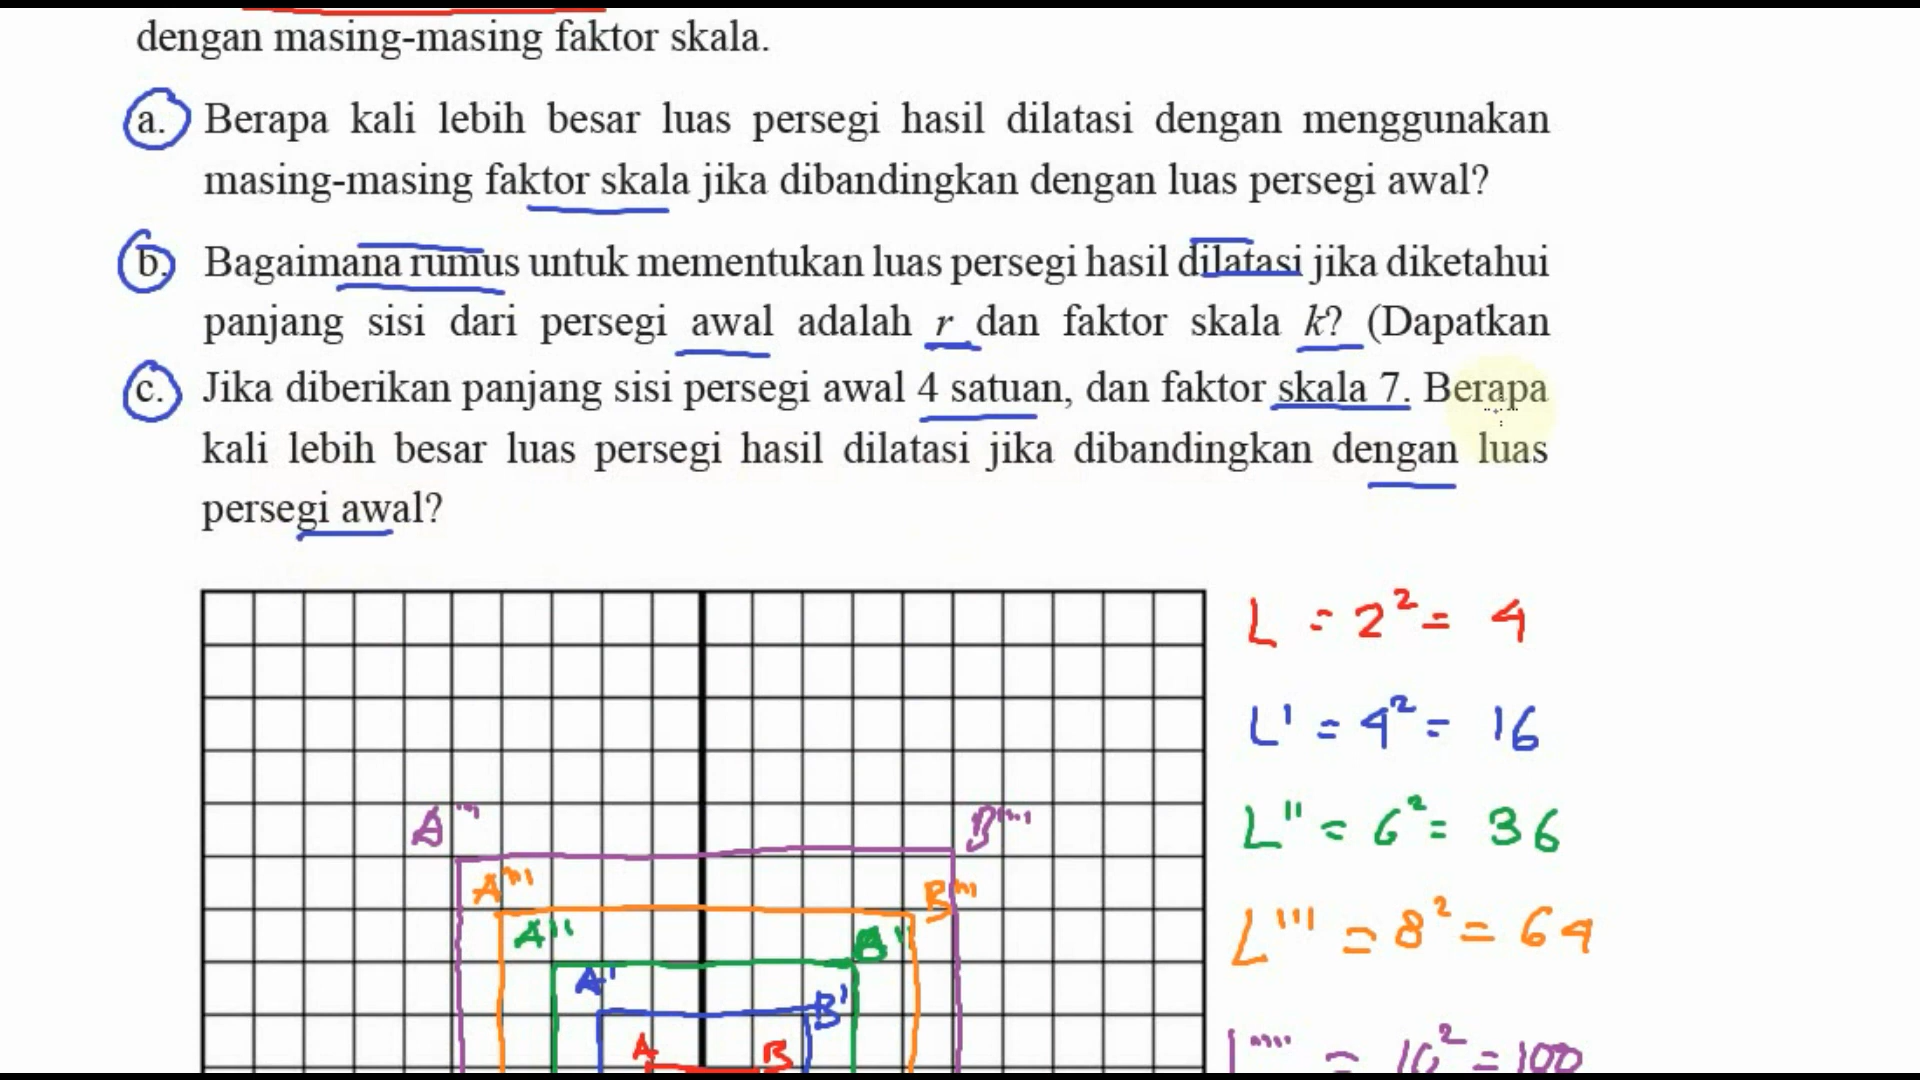 dengan masing-masing faktor skala.
a. Berapa kali lebih besar luas persegi hasil dilatasi dengan menggunakan
masing-masing faktor skala jika dibandingkan dengan luas persegi awal?
b. Bagaimana rumus untuk mementukan luas persegi hasil dilatasi jika diketahui
panjang sisi dari persegi awal adalah r dan faktor skala k? (Dapatkan
c. Jika diberikan panjang sisi persegi awal 4 satuan, dan faktor skala 7. Berapa
kali lebih besar luas persegi hasil dilatasi jika dibandingkan dengan luas
persegi awal?
L = 2² = 4
L' = 4² = 16
L'' = 6² = 36
L''' = 8² = 64
L'''' = 10² = 100
A''' B''''
A''' B'''
A'' B''
A' B'
A B